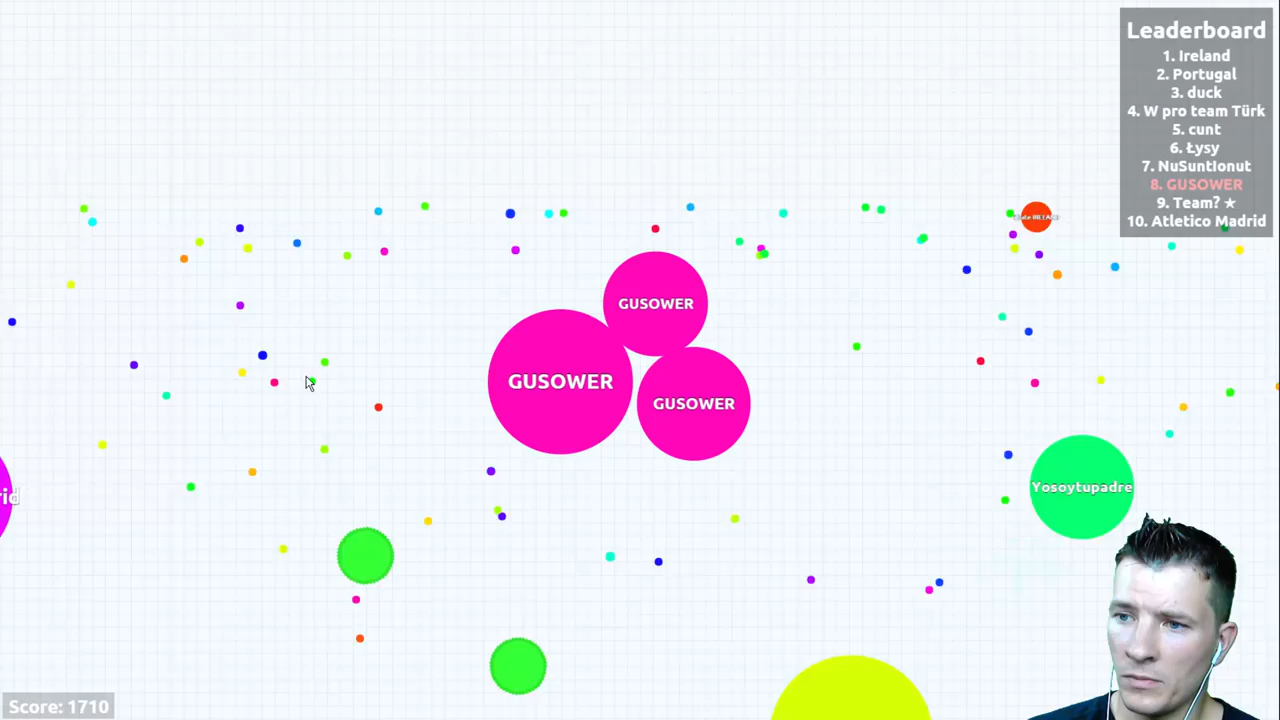 Leaderboard
1. Ireland
2. Portugal
3. duck
4. W pro team Türk
5. cunt
6. Łysy
7. NuSuntIonut
8. GUSOWER
9. Team? ★
10. Atletico Madrid
GUSOWER
GUSOWER
GUSOWER
Yosoytupadre
rid
Score: 1710